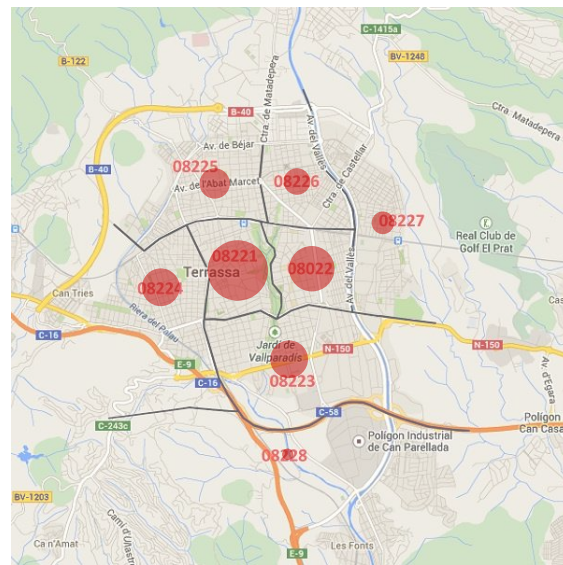 C-1415a
B-122
BV-1248
Ctra. de Matadepera
Ctra. Matadepera
B-40
Av. del Vallès
Av. de Béjar
Ctra. de Castellar
08225
B-40
Av. de l'Abat Marcet
08226
08227
Real Club de
Golf El Prat
08221
Terrassa
08022
Av. del Vallès
08224
Can Tries
Cas
Riera del Palau
C-16
Jardí de
Vallparadís
N-150
N-150
E-9
C-16
08223
Av. d'Egara
C-58
Polígon
Can Casa
C-243c
Polígon Industrial
de Can Parellada
08228
BV-1203
Camí d'Ullastre
Ca n'Amat
Les Fonts
E-9